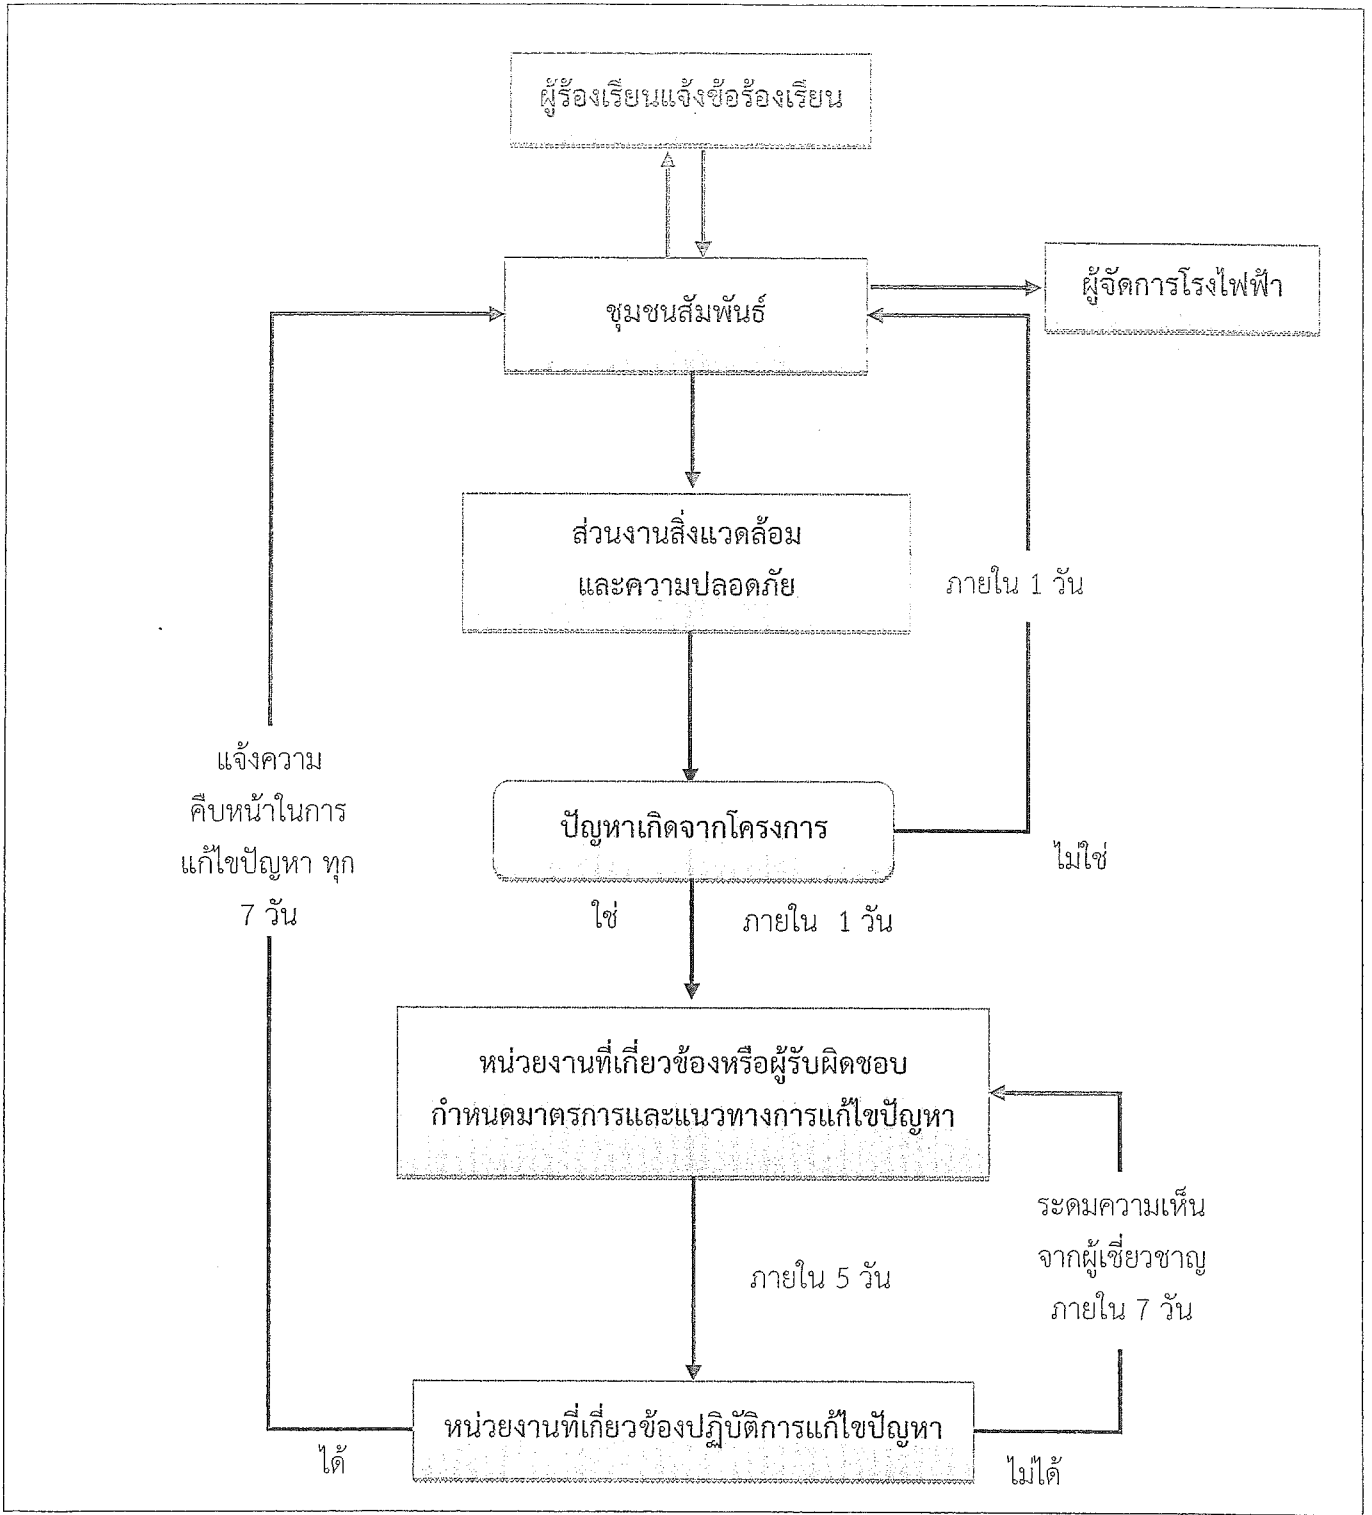 ผู้ร้องเรียนแจ้งข้อร้องเรียน
ผู้จัดการโรงไฟฟ้า
ชุมชนสัมพันธ์
ส่วนงานสิ่งแวดล้อม
และความปลอดภัย
ภายใน 1 วัน
แจ้งความ
คืบหน้าในการ
แก้ไขปัญหา ทุก
7 วัน
ปัญหาเกิดจากโครงการ
ไม่ใช่
ใช่
ภายใน 1 วัน
หน่วยงานที่เกี่ยวข้องหรือผู้รับผิดชอบ
กำหนดมาตรการและแนวทางการแก้ไขปัญหา
ระดมความเห็น
จากผู้เชี่ยวชาญ
ภายใน 7 วัน
ภายใน 5 วัน
หน่วยงานที่เกี่ยวข้องปฏิบัติการแก้ไขปัญหา
ได้
ไม่ได้